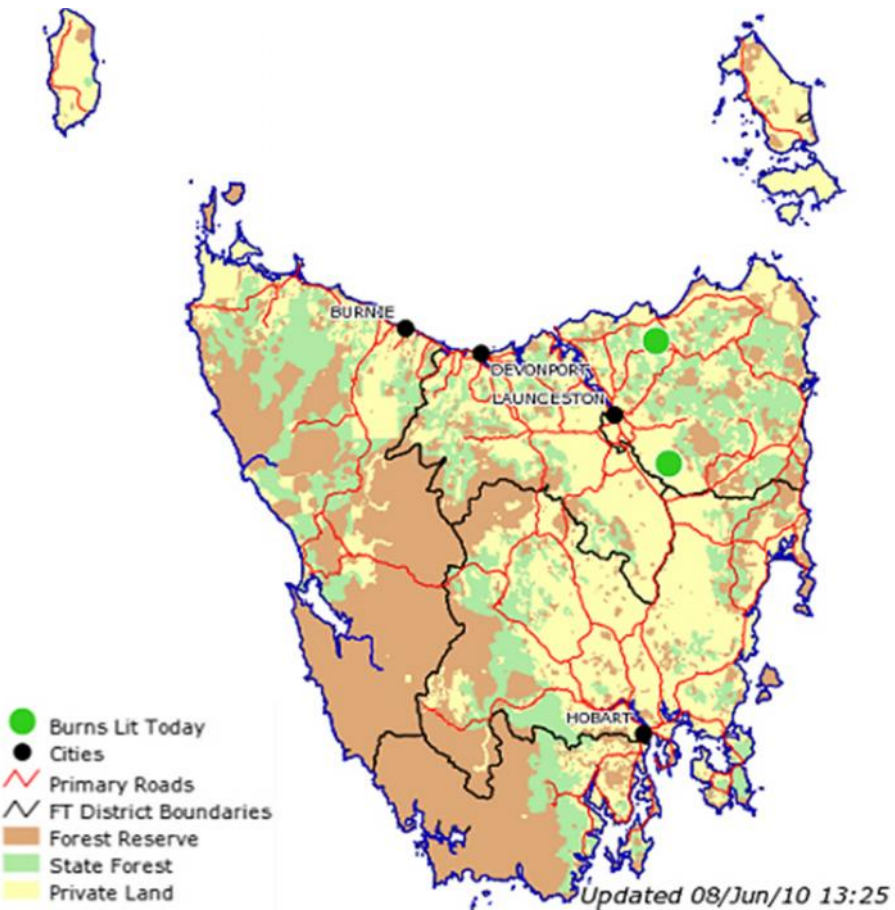 BURNIE
DEVONPORT
LAUNCESTON
HOBART
Burns Lit Today
Cities
Primary Roads
FT District Boundaries
Forest Reserve
State Forest
Private Land
Updated 08/Jun/10 13:25